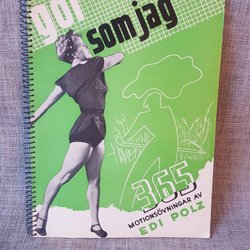 gör
som jag
365
MOTIONSÖVNINGAR AV
EDI POLZ